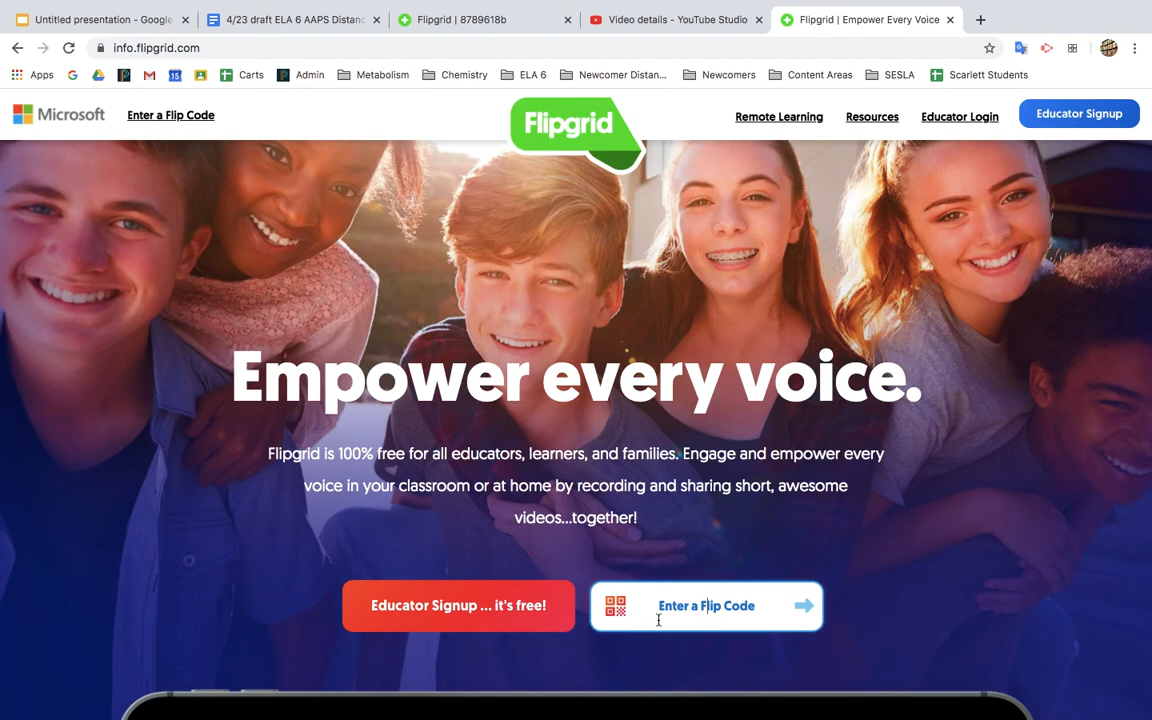 Untitled presentation - Google
4/23 draft ELA 6 AAPS Distanc
Flipgrid | 8789618b
Video details - YouTube Studio
Flipgrid | Empower Every Voice
info.flipgrid.com
Apps
15
Carts
Admin
Metabolism
Chemistry
ELA 6
Newcomer Distan...
Newcomers
Content Areas
SESLA
Scarlett Students
Microsoft
Enter a Flip Code
Flipgrid
Remote Learning
Resources
Educator Login
Educator Signup
Empower every voice.
Flipgrid is 100% free for all educators, learners, and families. Engage and empower every
voice in your classroom or at home by recording and sharing short, awesome
videos...together!
Educator Signup ... it's free!
Enter a Flip Code